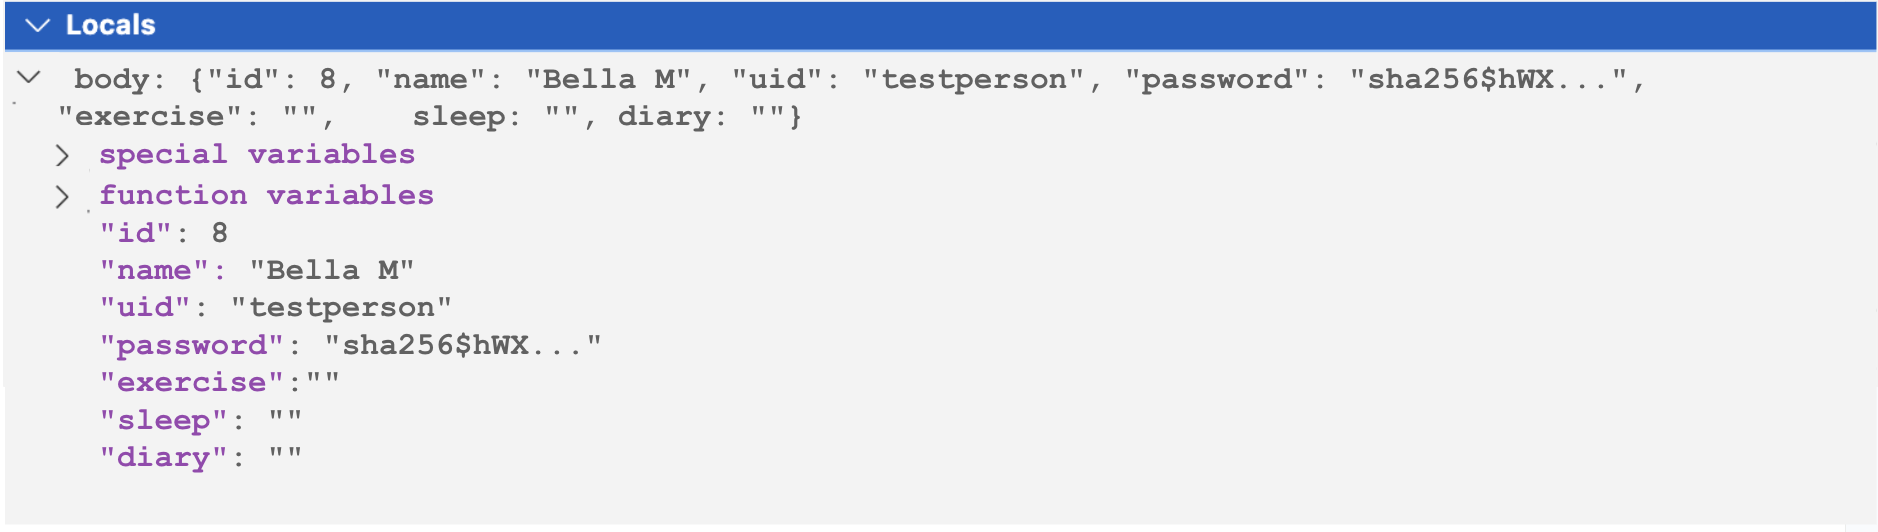 Locals
body: {"id": 8, "name": "Bella M", "uid": "testperson", "password": "sha256$hWX...",
"exercise": "",    sleep: "", diary: ""}
special variables
function variables
"id": 8
"name": "Bella M"
"uid": "testperson"
"password": "sha256$hWX..."
"exercise":""
"sleep": ""
"diary": ""